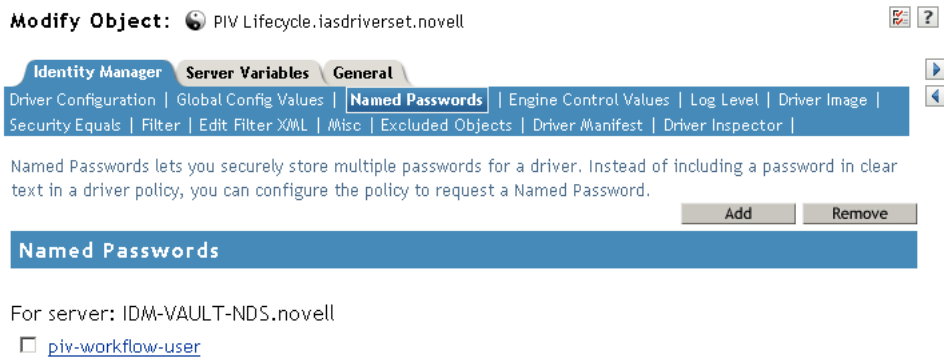 Modify Object: PIV Lifecycle.iasdriverset.novell ?
Identity Manager Server Variables General
Driver Configuration | Global Config Values | Named Passwords | Engine Control Values | Log Level | Driver Image |
Security Equals | Filter | Edit Filter XML | Misc | Excluded Objects | Driver Manifest | Driver Inspector |
Named Passwords lets you securely store multiple passwords for a driver. Instead of including a password in clear
text in a driver policy, you can configure the policy to request a Named Password.
Add Remove
Named Passwords
For server: IDM-VAULT-NDS.novell
piv-workflow-user